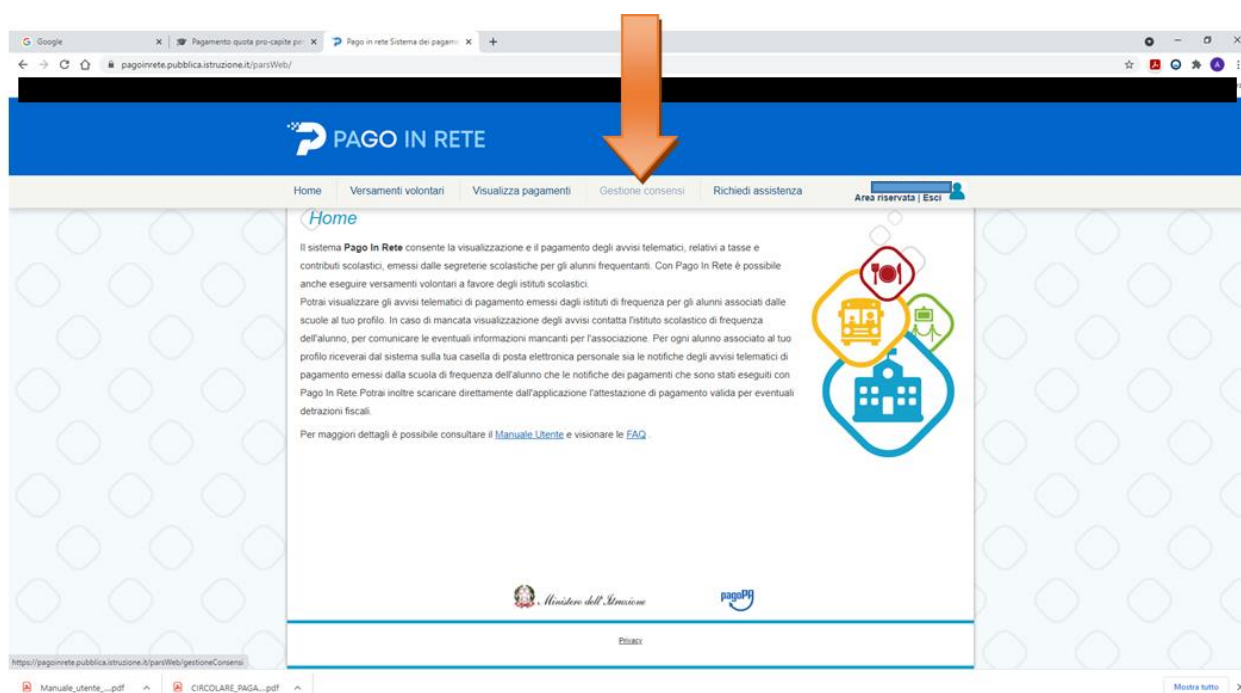 Google
Pagamento quota pro-capite pe
Pago in rete Sistema dei pagame
pagoinrete.pubblica.istruzione.it/parsWeb/
A
PAGO IN RETE
Home Versamenti volontari Visualizza pagamenti Gestione consensi Richiedi assistenza
Area riservata | Esci
Home
Il sistema Pago In Rete consente la visualizzazione e il pagamento degli avvisi telematici, relativi a tasse e
contributi scolastici, emessi dalle segreterie scolastiche per gli alunni frequentanti. Con Pago In Rete è possibile
anche eseguire versamenti volontari a favore degli istituti scolastici.
Potrai visualizzare gli avvisi telematici di pagamento emessi dagli istituti di frequenza per gli alunni associati dalle
scuole al tuo profilo. In caso di mancata visualizzazione degli avvisi contatta l'istituto scolastico di frequenza
dell'alunno, per comunicare le eventuali informazioni mancanti per l'associazione. Per ogni alunno associato al tuo
profilo riceverai dal sistema sulla tua casella di posta elettronica personale sia le notifiche degli avvisi telematici di
pagamento emessi dalla scuola di frequenza dell'alunno che le notifiche dei pagamenti che sono stati eseguiti con
Pago In Rete.Potrai inoltre scaricare direttamente dall'applicazione l'attestazione di pagamento valida per eventuali
detrazioni fiscali.
Per maggiori dettagli è possibile consultare il Manuale Utente e visionare le FAQ .
Ministero dell'Istruzione
pagoPA
Privacy
https://pagoinrete.pubblica.istruzione.it/parsWeb/gestioneConsensi
Manuale_utente_....pdf CIRCOLARE_PAGA....pdf Mostra tutto